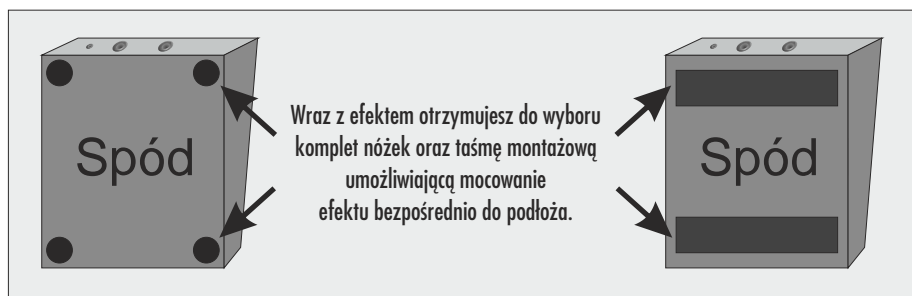 Spód
Wraz z efektem otrzymujesz do wyboru
komplet nóżek oraz taśmę montażową
umożliwiającą mocowanie
efektu bezpośrednio do podłoża.
Spód